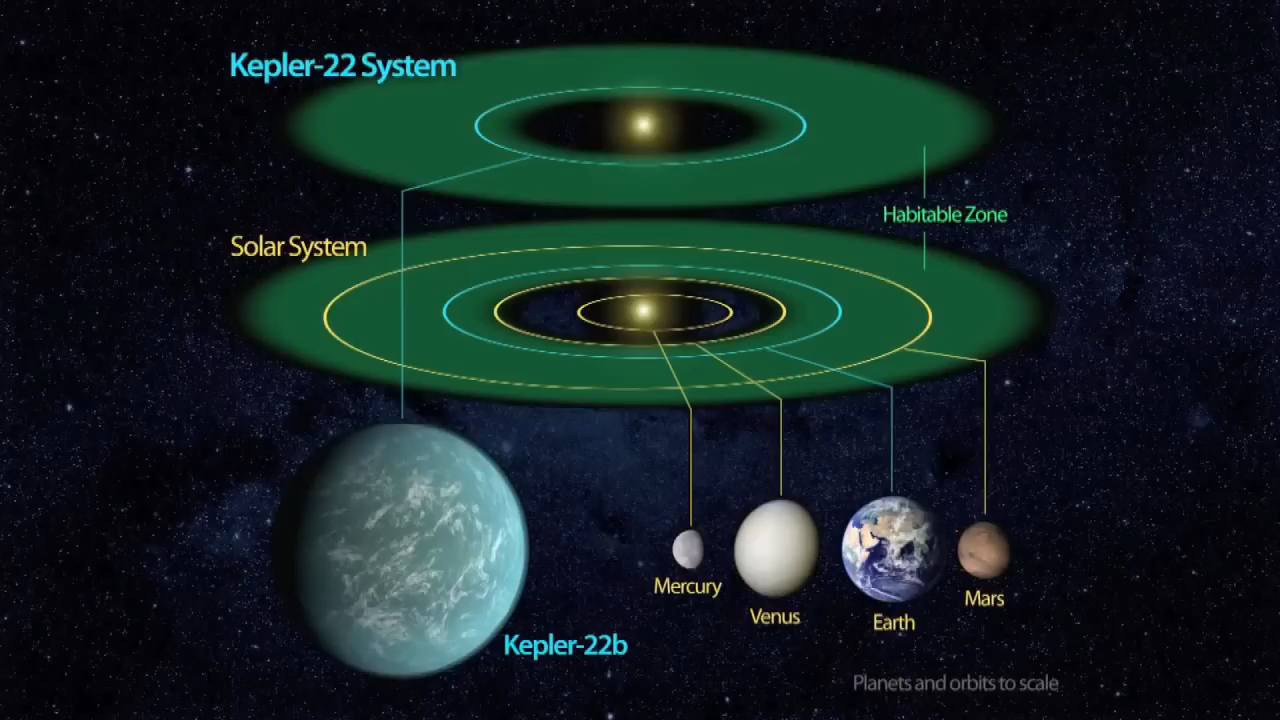 Kepler-22 System
Habitable Zone
Solar System
Mercury
Venus
Earth
Mars
Kepler-22b
Planets and orbits to scale